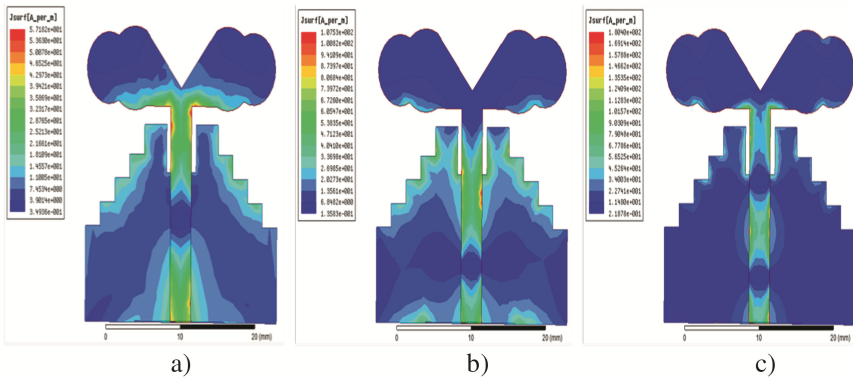 Jsurf[A_per_m]
5.7182e+001
5.3630e+001
5.0078e+001
4.6525e+001
4.2973e+001
3.9421e+001
3.5869e+001
3.2317e+001
2.8765e+001
2.5213e+001
2.1661e+001
1.8109e+001
1.4557e+001
1.1005e+001
7.4534e+000
3.9014e+000
3.4936e-001
0 10 20 (mm)
a)
Jsurf[A_per_m]
1.0753e+002
1.0082e+002
9.4109e+001
8.7397e+001
8.0684e+001
7.3972e+001
6.7260e+001
6.0547e+001
5.3835e+001
4.7123e+001
4.0410e+001
3.3698e+001
2.6985e+001
2.0273e+001
1.3561e+001
6.8482e+000
1.3583e-001
0 10 20 (mm)
b)
Jsurf[A_per_m]
1.8040e+002
1.6914e+002
1.5788e+002
1.4662e+002
1.3535e+002
1.2409e+002
1.1283e+002
1.0157e+002
9.0309e+001
7.9048e+001
6.7786e+001
5.6525e+001
4.5264e+001
3.4003e+001
2.2741e+001
1.1480e+001
2.1878e-001
0 10 20 (mm)
c)